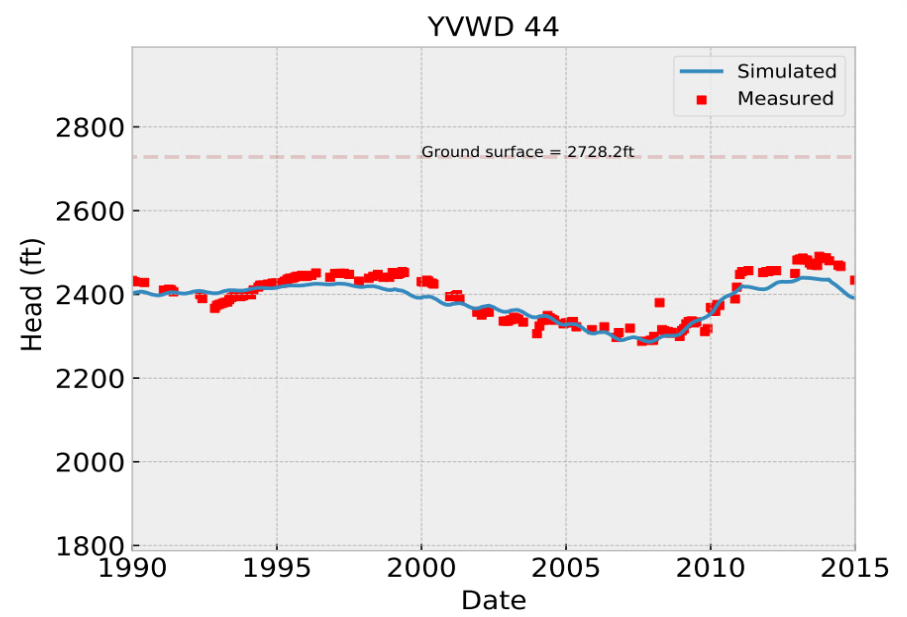 YVWD 44
Simulated
Measured
Ground surface = 2728.2ft
2800
2600
2400
2200
2000
1800
Head (ft)
1990 1995 2000 2005 2010 2015
Date